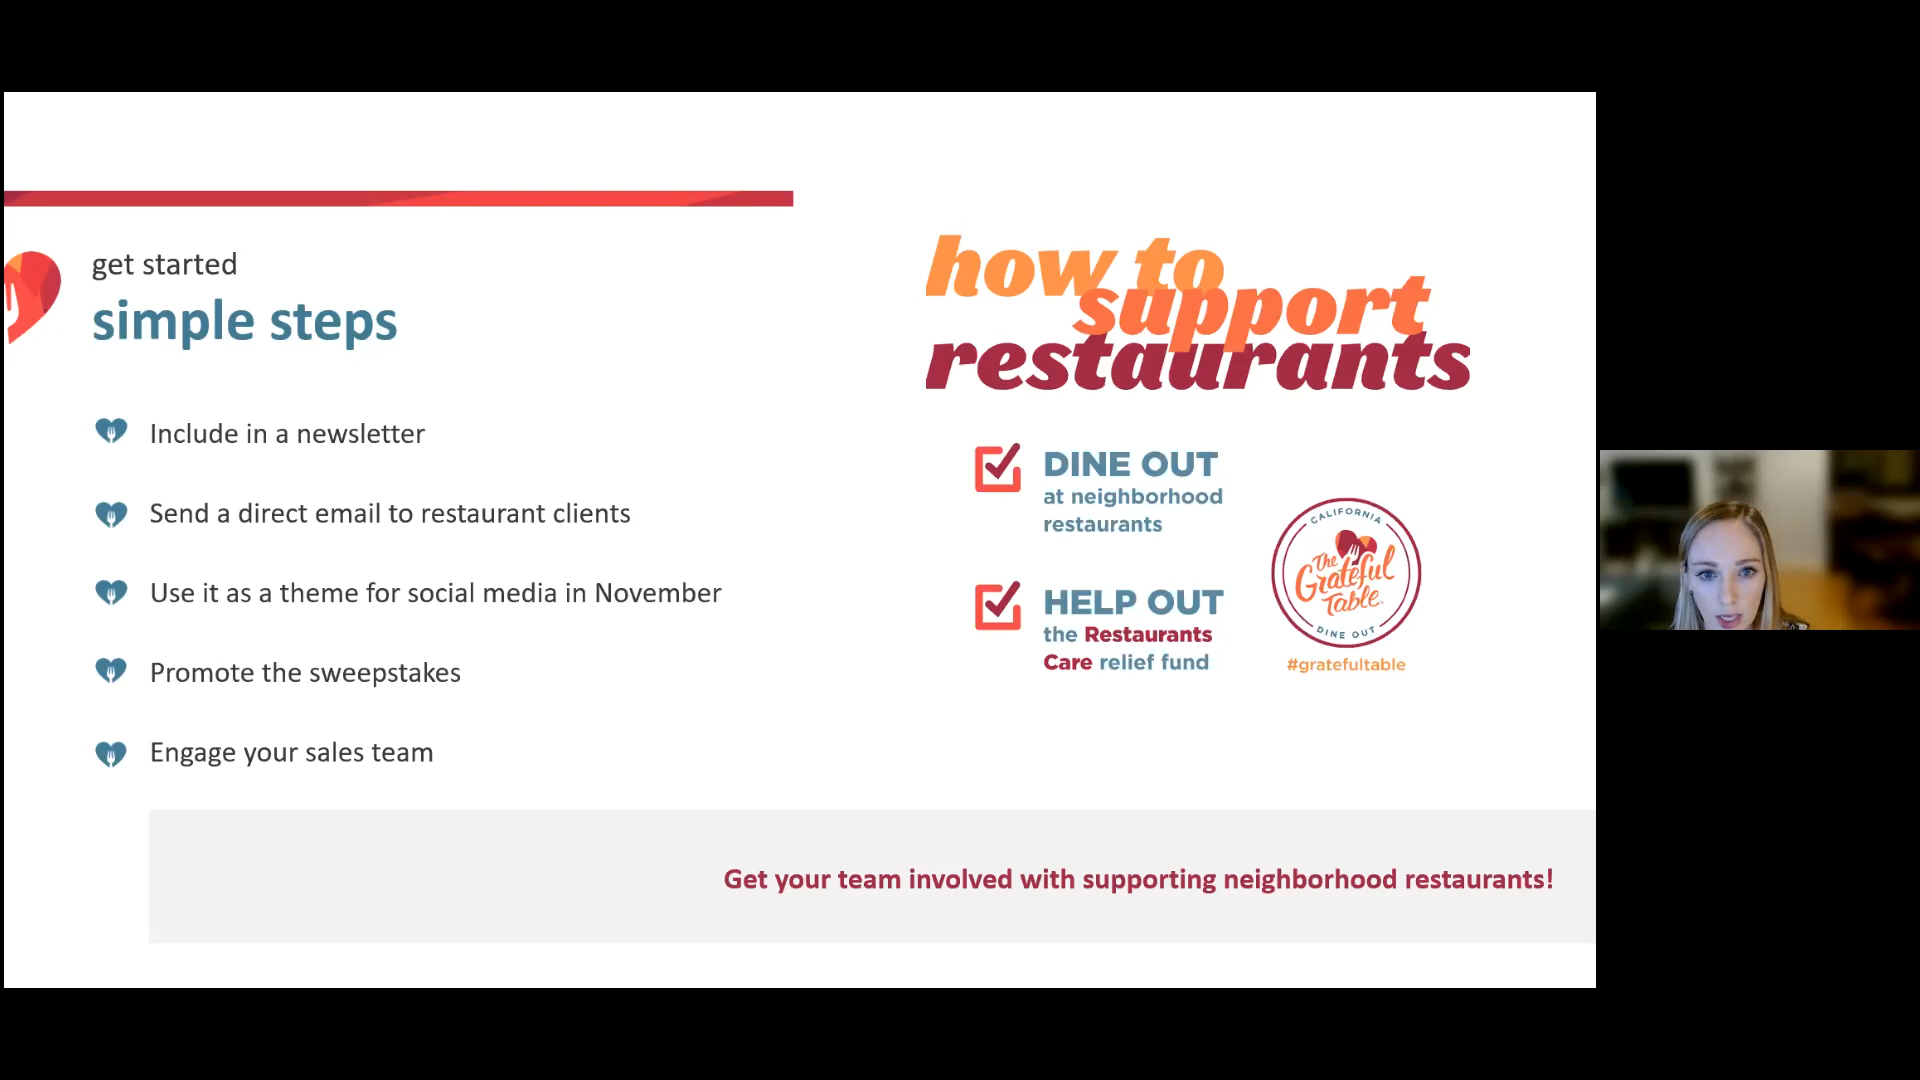 get started
simple steps
Include in a newsletter
Send a direct email to restaurant clients
Use it as a theme for social media in November
Promote the sweepstakes
Engage your sales team
how to
support
restaurants
DINE OUT
at neighborhood
restaurants
HELP OUT
the Restaurants
Care relief fund
CALIFORNIA
The
Grateful
Table
DINE OUT
#gratefultable
Get your team involved with supporting neighborhood restaurants!